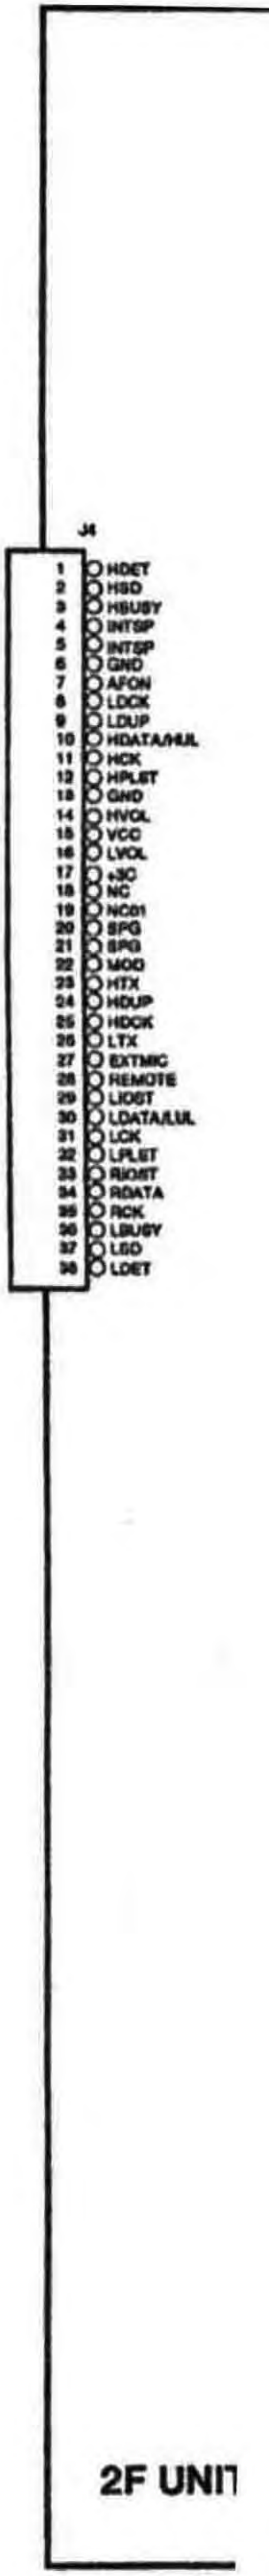 J4
1 HDET
2 HSD
3 HBUSY
4 INTSP
5 INTSP
6 GND
7 AFON
8 LDCK
9 LDUP
10 HDATA/HUL
11 HCK
12 HPLET
13 GND
14 HVOL
15 VCC
16 LVOL
17 +3C
18 NC
19 NC01
20 SPG
21 SPG
22 MOD
23 HTX
24 HDUP
25 HDCK
26 LTX
27 EXTMIC
28 REMOTE
29 LIOST
30 LDATA/LUL
31 LCK
32 LPLET
33 RIOST
34 RDATA
35 RCK
36 LBUSY
37 LSD
38 LDET
2F UNIT